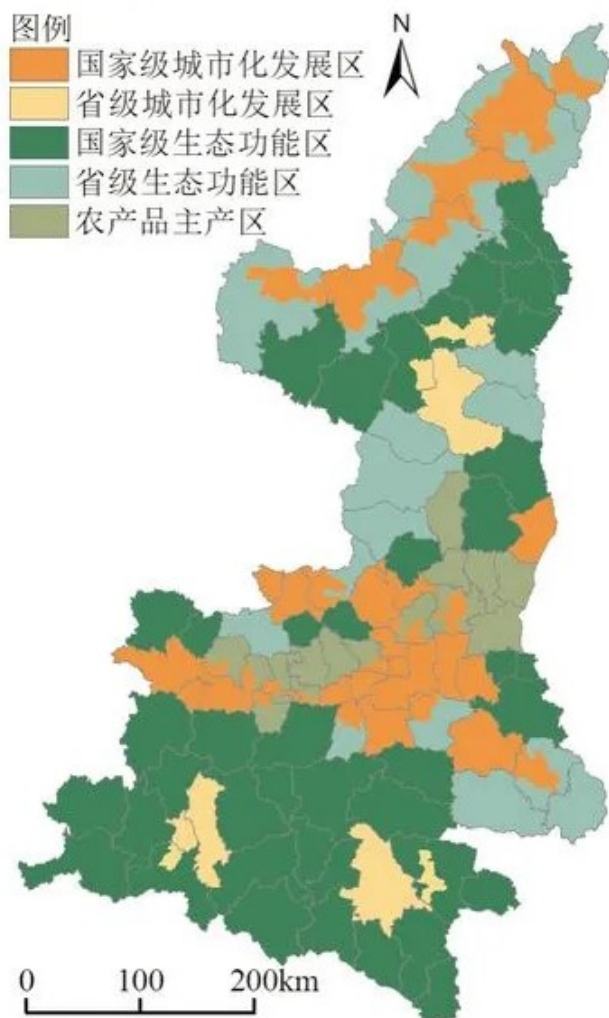 图例
国家级城市化发展区
省级城市化发展区
国家级生态功能区
省级生态功能区
农产品主产区
N
0 100 200km